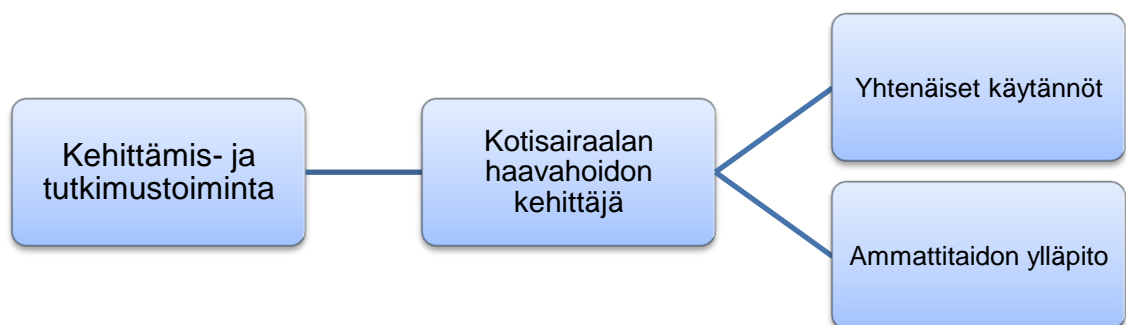 Kehittämis- ja
tutkimustoiminta
Kotisairaalan
haavahoidon
kehittäjä
Yhtenäiset käytännöt
Ammattitaidon ylläpito